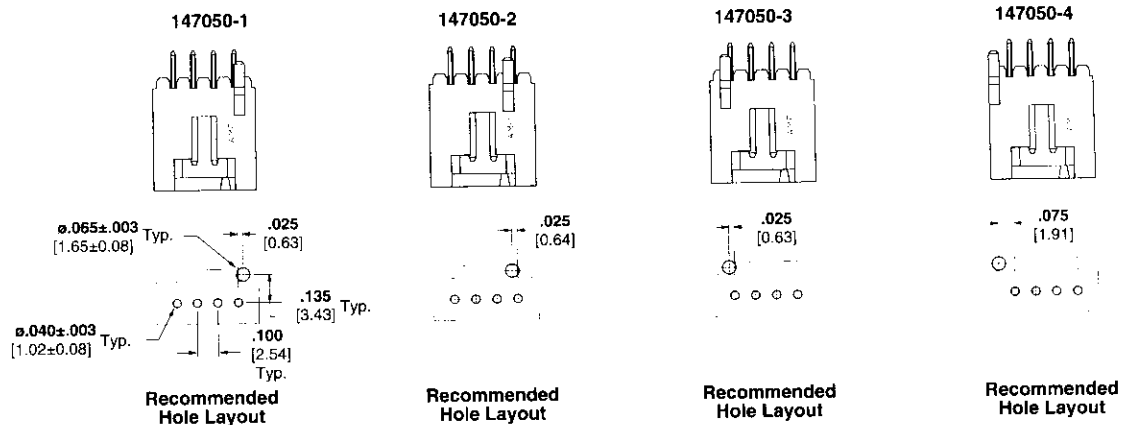 147050-1
147050-2
147050-3
147050-4
AMP
ø.065±.003 Typ.
[1.65±0.08]
.025
[0.63]
.135 Typ.
[3.43]
ø.040±.003 Typ.
[1.02±0.08]
.100
[2.54]
Typ.
Recommended
Hole Layout
.025
[0.64]
Recommended
Hole Layout
.025
[0.63]
Recommended
Hole Layout
.075
[1.91]
Recommended
Hole Layout